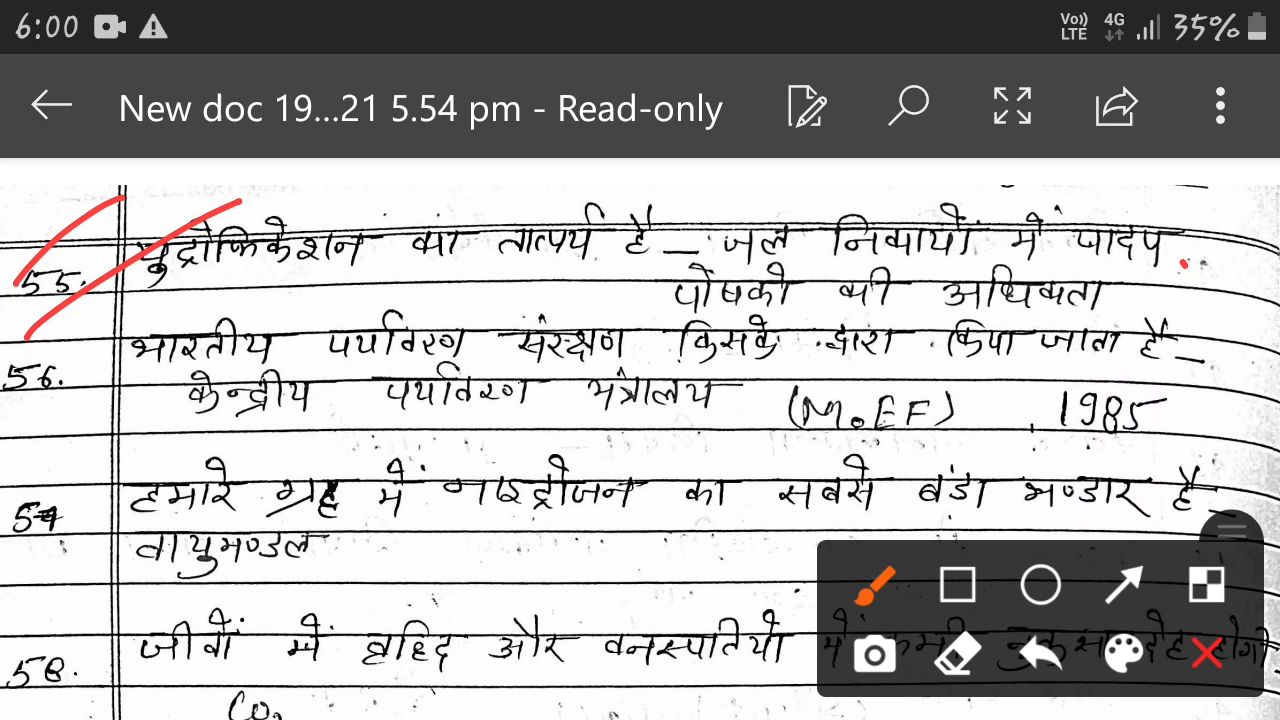 6:00 Vo)) LTE 4G 35%
New doc 19...21 5.54 pm - Read-only
55. युट्रोफिकेशन का तात्पर्य है – जल निकायों में पादप
पोषको की अधिकता
56. भारतीय पर्यावरण संरक्षण किसके द्वारा किया जाता है –
केन्द्रीय पर्यावरण मंत्रालय (M.EF) 1985
57 हमारे ग्रह में नाइट्रोजन का सबसे बडा भण्डार है –
वायुमण्डल
58. जीवों में वृद्धि और वनस्पतियो में कमी